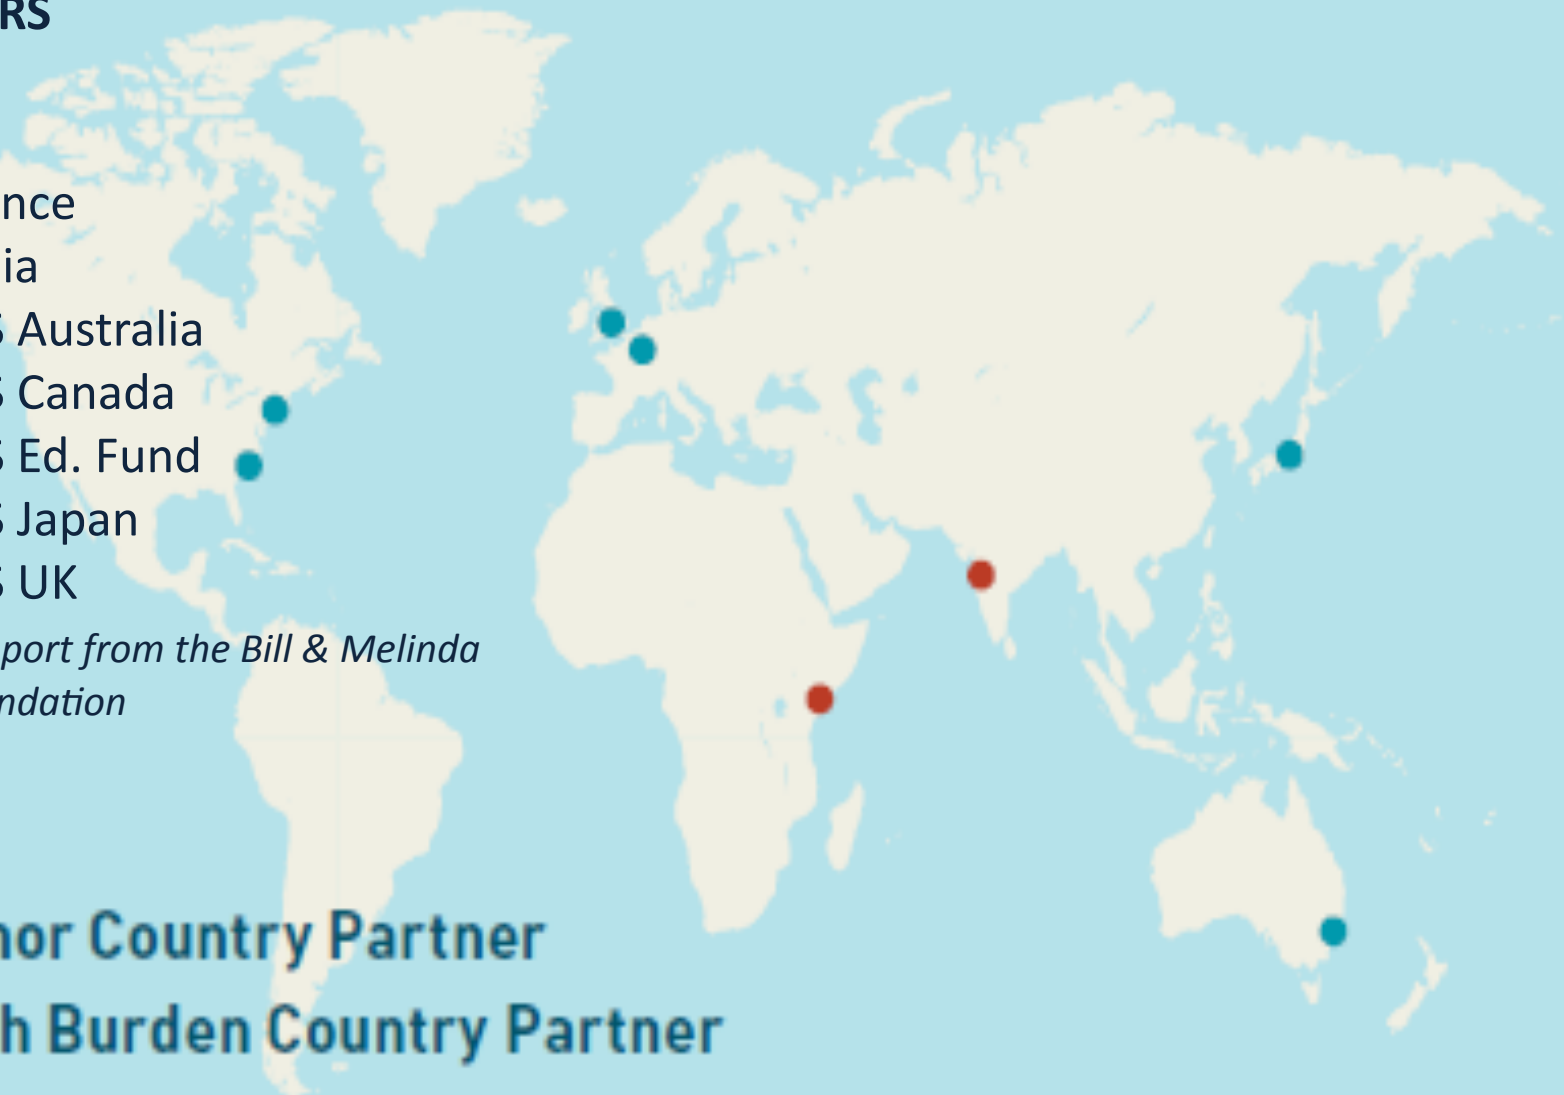 RS
nce
ia
S Australia
S Canada
S Ed. Fund
S Japan
S UK
port from the Bill & Melinda
ndation
nor Country Partner
h Burden Country Partner